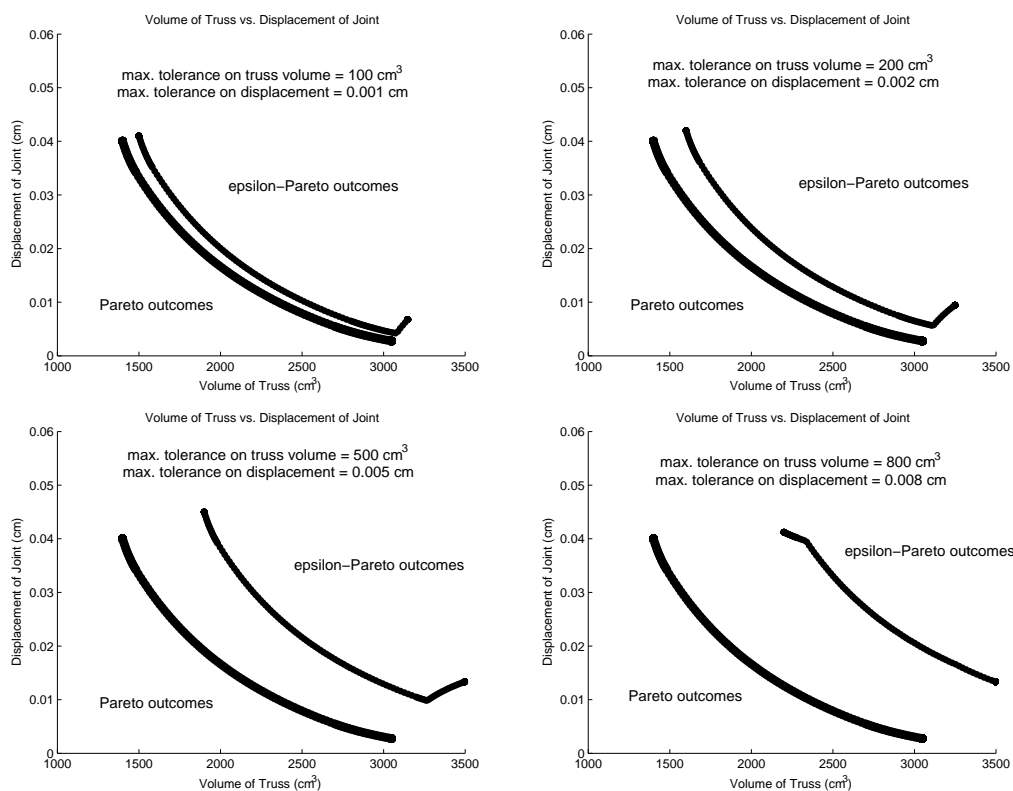 Volume of Truss vs. Displacement of Joint
0.06
max. tolerance on truss volume = 100 cm³
max. tolerance on displacement = 0.001 cm
0.05
0.04
epsilon−Pareto outcomes
0.03
Displacement of Joint (cm)
0.02
Pareto outcomes
0.01
0
1000 1500 2000 2500 3000 3500
Volume of Truss (cm³)
Volume of Truss vs. Displacement of Joint
0.06
max. tolerance on truss volume = 200 cm³
max. tolerance on displacement = 0.002 cm
0.05
0.04
epsilon−Pareto outcomes
0.03
Displacement of Joint (cm)
0.02
Pareto outcomes
0.01
0
1000 1500 2000 2500 3000 3500
Volume of Truss (cm³)
Volume of Truss vs. Displacement of Joint
0.06
max. tolerance on truss volume = 500 cm³
max. tolerance on displacement = 0.005 cm
0.05
0.04
epsilon−Pareto outcomes
0.03
Displacement of Joint (cm)
0.02
Pareto outcomes
0.01
0
1000 1500 2000 2500 3000 3500
Volume of Truss (cm³)
Volume of Truss vs. Displacement of Joint
0.06
max. tolerance on truss volume = 800 cm³
max. tolerance on displacement = 0.008 cm
0.05
0.04
epsilon−Pareto outcomes
0.03
Displacement of Joint (cm)
0.02
Pareto outcomes
0.01
0
1000 1500 2000 2500 3000 3500
Volume of Truss (cm³)